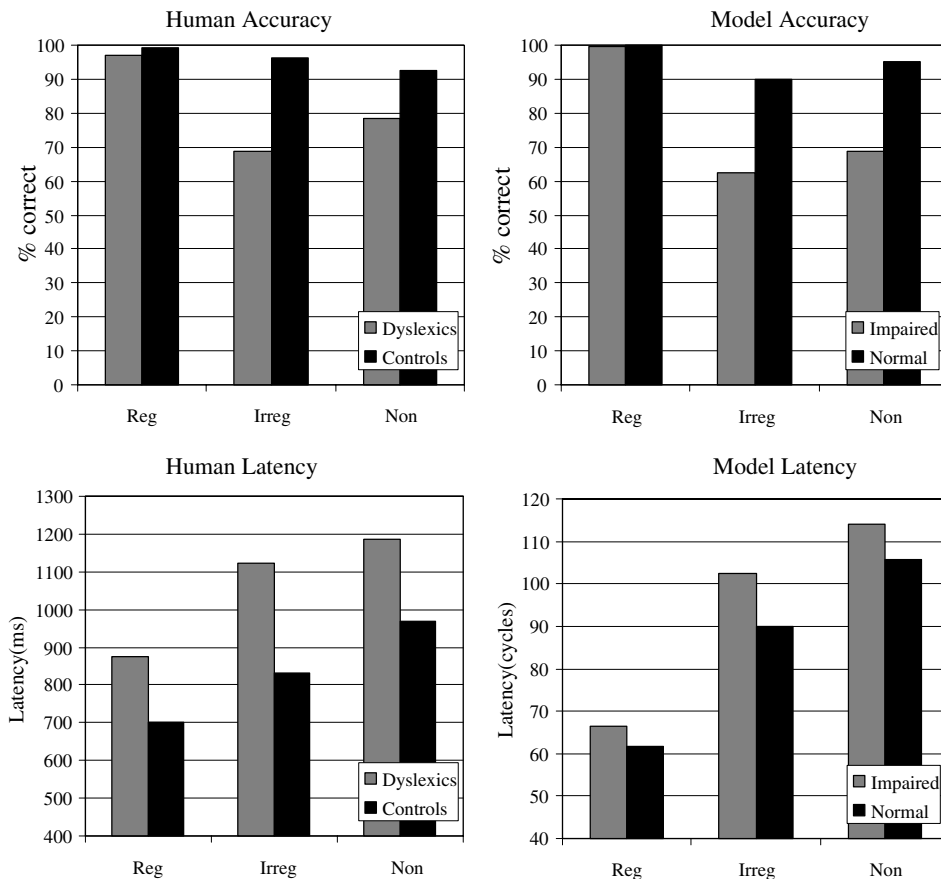 Human Accuracy
% correct
100
90
80
70
60
50
40
30
20
10
0
Dyslexics
Controls
Reg Irreg Non
Model Accuracy
% correct
100
90
80
70
60
50
40
30
20
10
0
Impaired
Normal
Reg Irreg Non
Human Latency
Latency(ms)
1300
1200
1100
1000
900
800
700
600
500
400
Dyslexics
Controls
Reg Irreg Non
Model Latency
Latency(cycles)
120
110
100
90
80
70
60
50
40
Impaired
Normal
Reg Irreg Non